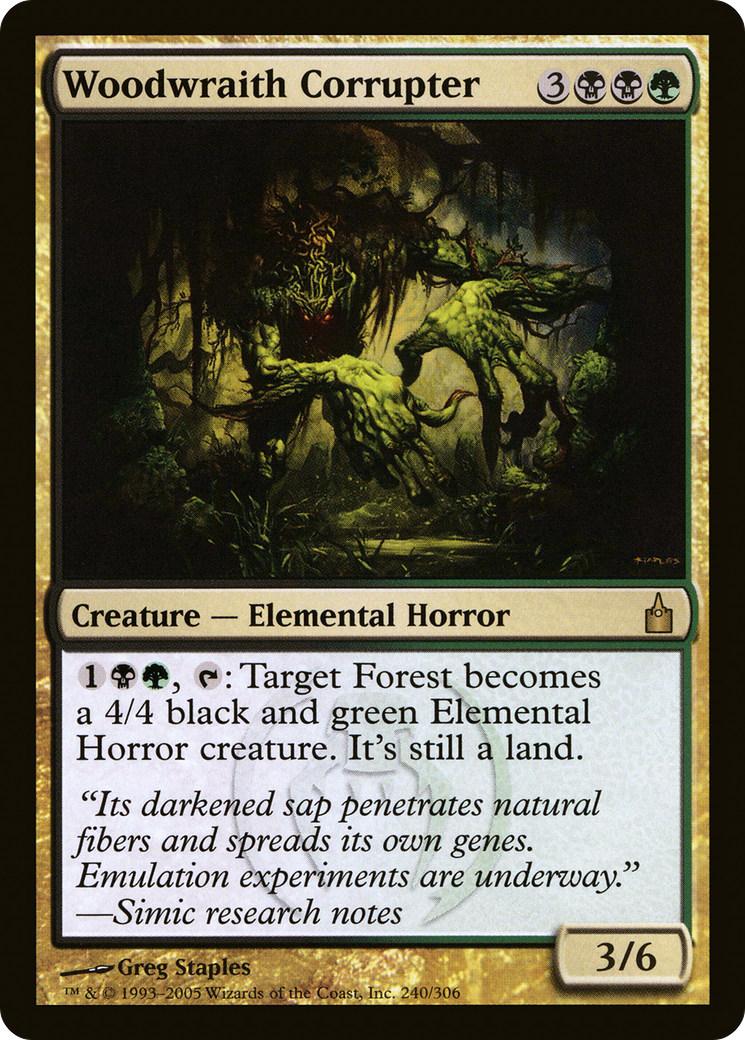 Woodwraith Corrupter 3
STAPLES
Creature — Elemental Horror
1, : Target Forest becomes
a 4/4 black and green Elemental
Horror creature. It's still a land.
“Its darkened sap penetrates natural
fibers and spreads its own genes.
Emulation experiments are underway.”
—Simic research notes
3/6
Greg Staples
™ & © 1993–2005 Wizards of the Coast, Inc. 240/306